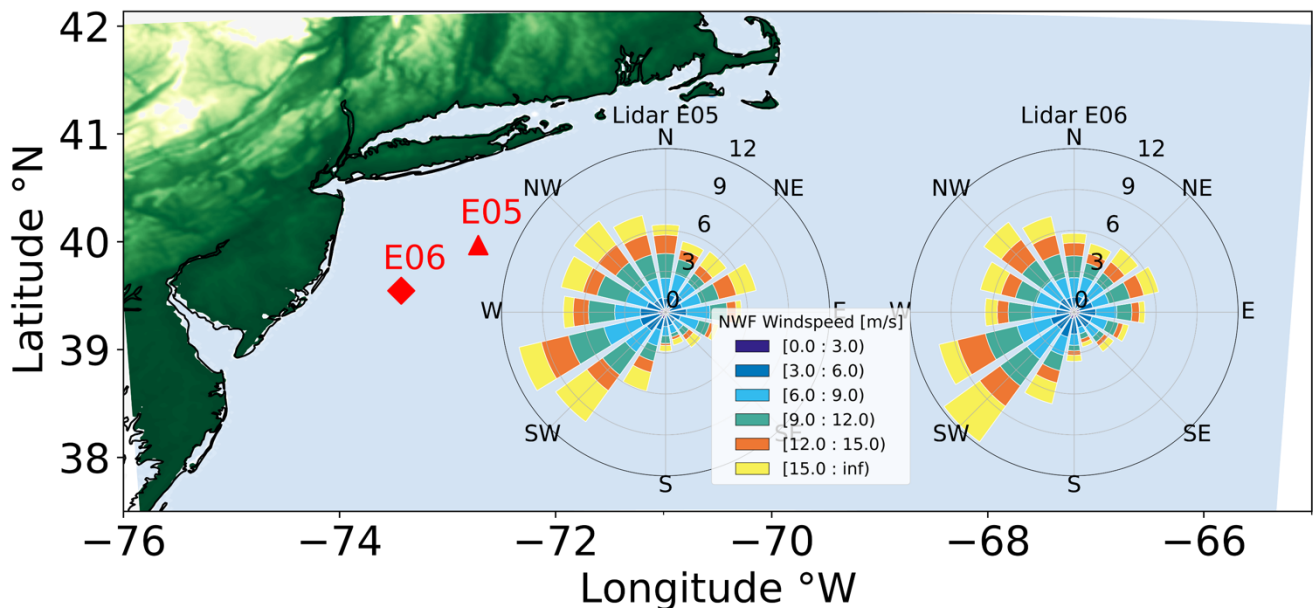 Latitude °N
42
41
40
39
38
−76
−74
−72
−70
−68
−66
Longitude °W
E05
E06
Lidar E05
N
NE
E
SE
S
SW
W
NW
0
3
6
9
12
Lidar E06
N
NE
E
SE
S
SW
W
NW
0
3
6
9
12
NWF Windspeed [m/s]
[0.0 : 3.0)
[3.0 : 6.0)
[6.0 : 9.0)
[9.0 : 12.0)
[12.0 : 15.0)
[15.0 : inf)